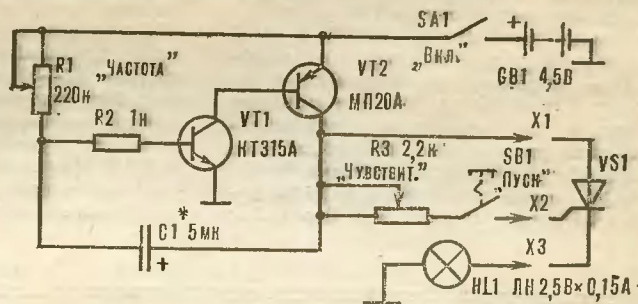 SA1
+
„Вкл."
GB1 4,5В
R1
„Частота"
220к
R2 1к
VT1
КТ315А
VT2
МП20А
X1
R3 2,2к
„Чувствит."
SB1
„Пуск"
VS1
X2
*
C1 5мк
+
X3
HL1 ЛН 2,5В×0,15А